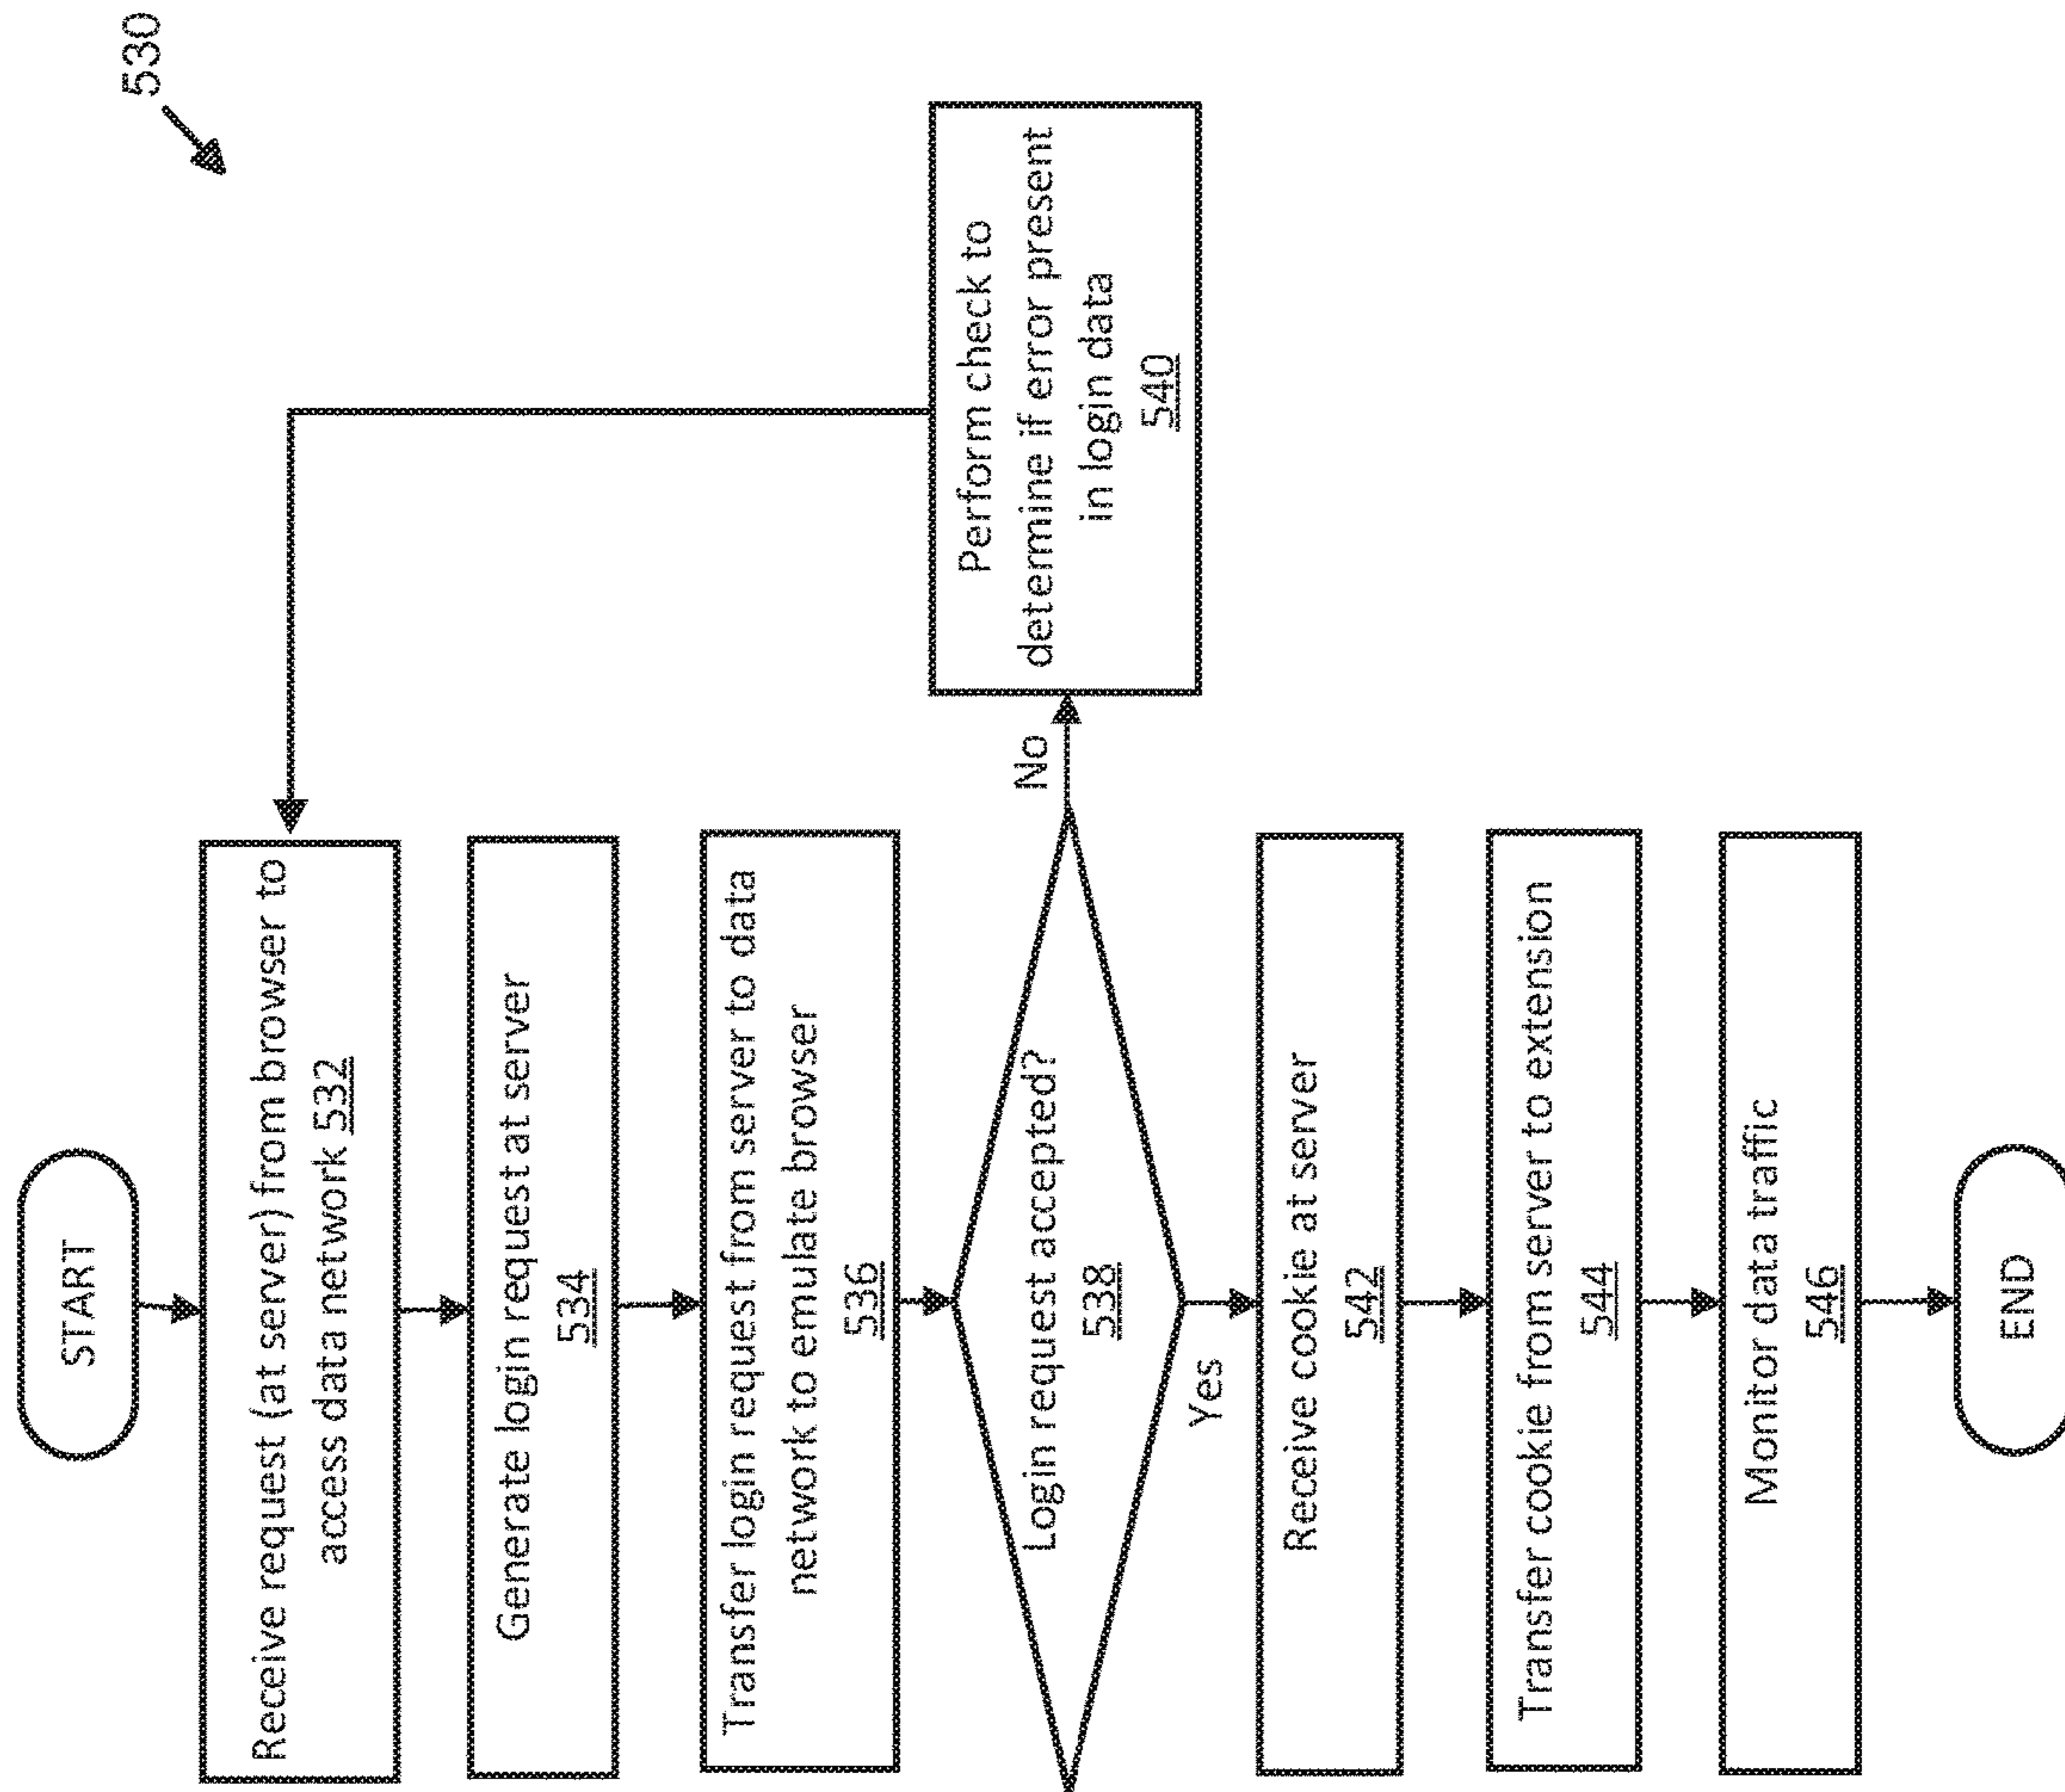 530
START
Receive request (at server) from browser to
access data network 532
Generate login request at server
534
Transfer login request from server to data
network to emulate browser
536
Login request accepted?
538
No
Perform check to
determine if error present
in login data
540
Yes
Receive cookie at server
542
Transfer cookie from server to extension
544
Monitor data traffic
546
END